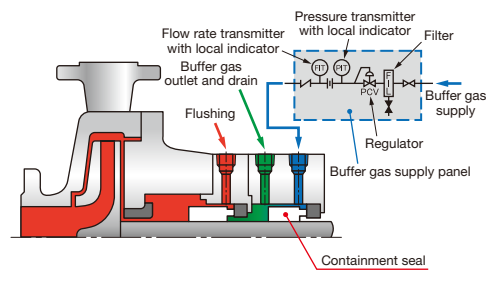 Pressure transmitter
with local indicator
Flow rate transmitter
with local indicator
Filter
Buffer gas
outlet and drain
FIT
PIT
FIL
PCV
Buffer gas
supply
Flushing
Regulator
Buffer gas supply panel
Containment seal